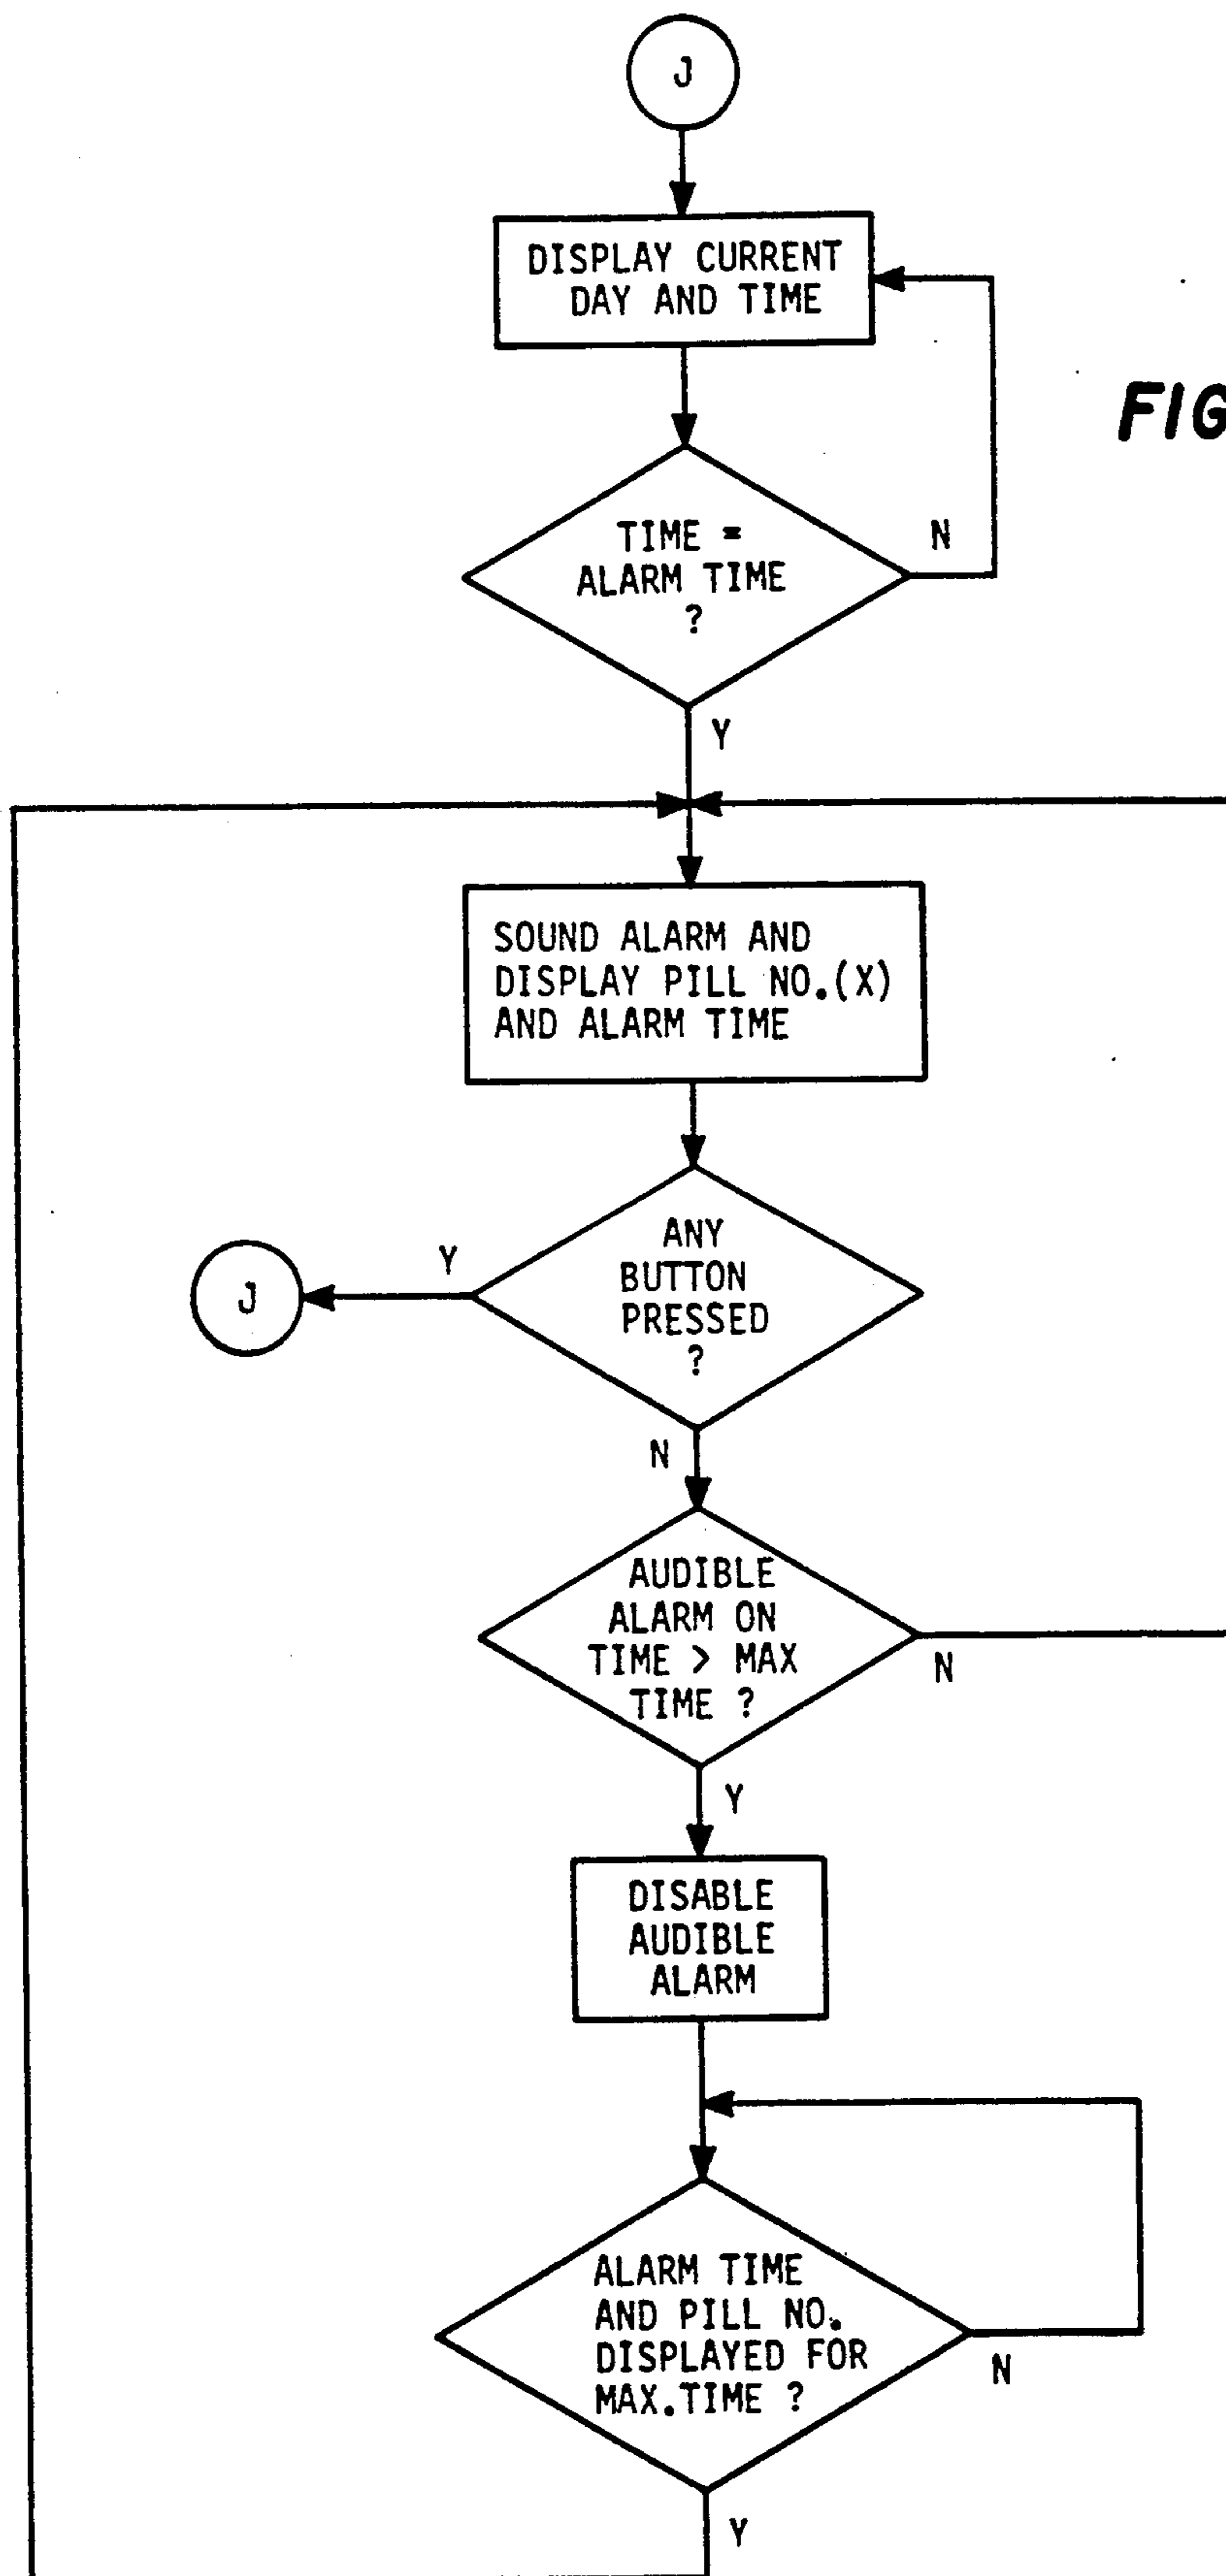 J
DISPLAY CURRENT
DAY AND TIME
FIG
TIME =
ALARM TIME
?
N
Y
SOUND ALARM AND
DISPLAY PILL NO.(X)
AND ALARM TIME
ANY
BUTTON
PRESSED
?
Y
J
N
AUDIBLE
ALARM ON
TIME > MAX
TIME ?
N
Y
DISABLE
AUDIBLE
ALARM
ALARM TIME
AND PILL NO.
DISPLAYED FOR
MAX.TIME ?
N
Y